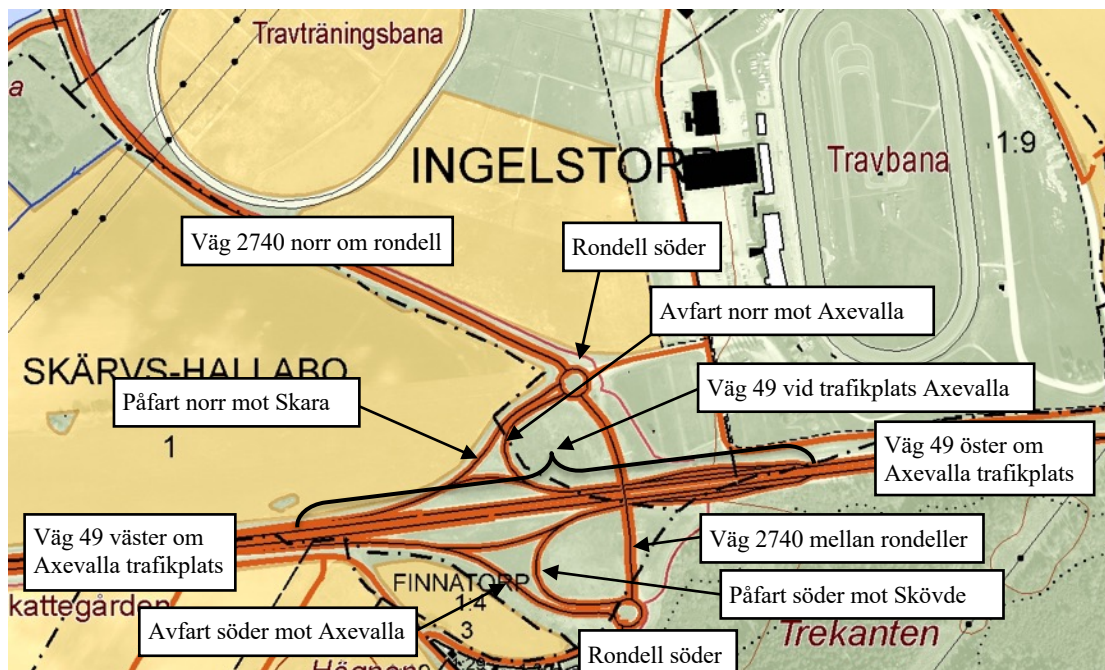 Travträningsbana
a
INGELSTORP
1:9
Travbana
Väg 2740 norr om rondell
Rondell söder
Avfart norr mot Axevalla
SKÄRVS-HALLABO
Påfart norr mot Skara
Väg 49 vid trafikplats Axevalla
1
Väg 49 öster om
Axevalla trafikplats
Väg 49 väster om
Axevalla trafikplats
Väg 2740 mellan rondeller
FINNATORP
1:4
Påfart söder mot Skövde
kattegården
3
Avfart söder mot Axevalla
Trekanten
Rondell söder
1:29
Hägnen